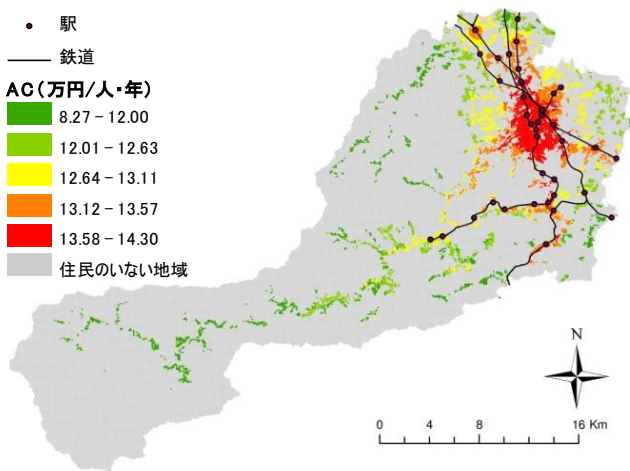 駅
鉄道
AC(万円/人・年)
8.27－12.00
12.01－12.63
12.64－13.11
13.12－13.57
13.58－14.30
住民のいない地域
N
0 4 8 16 Km